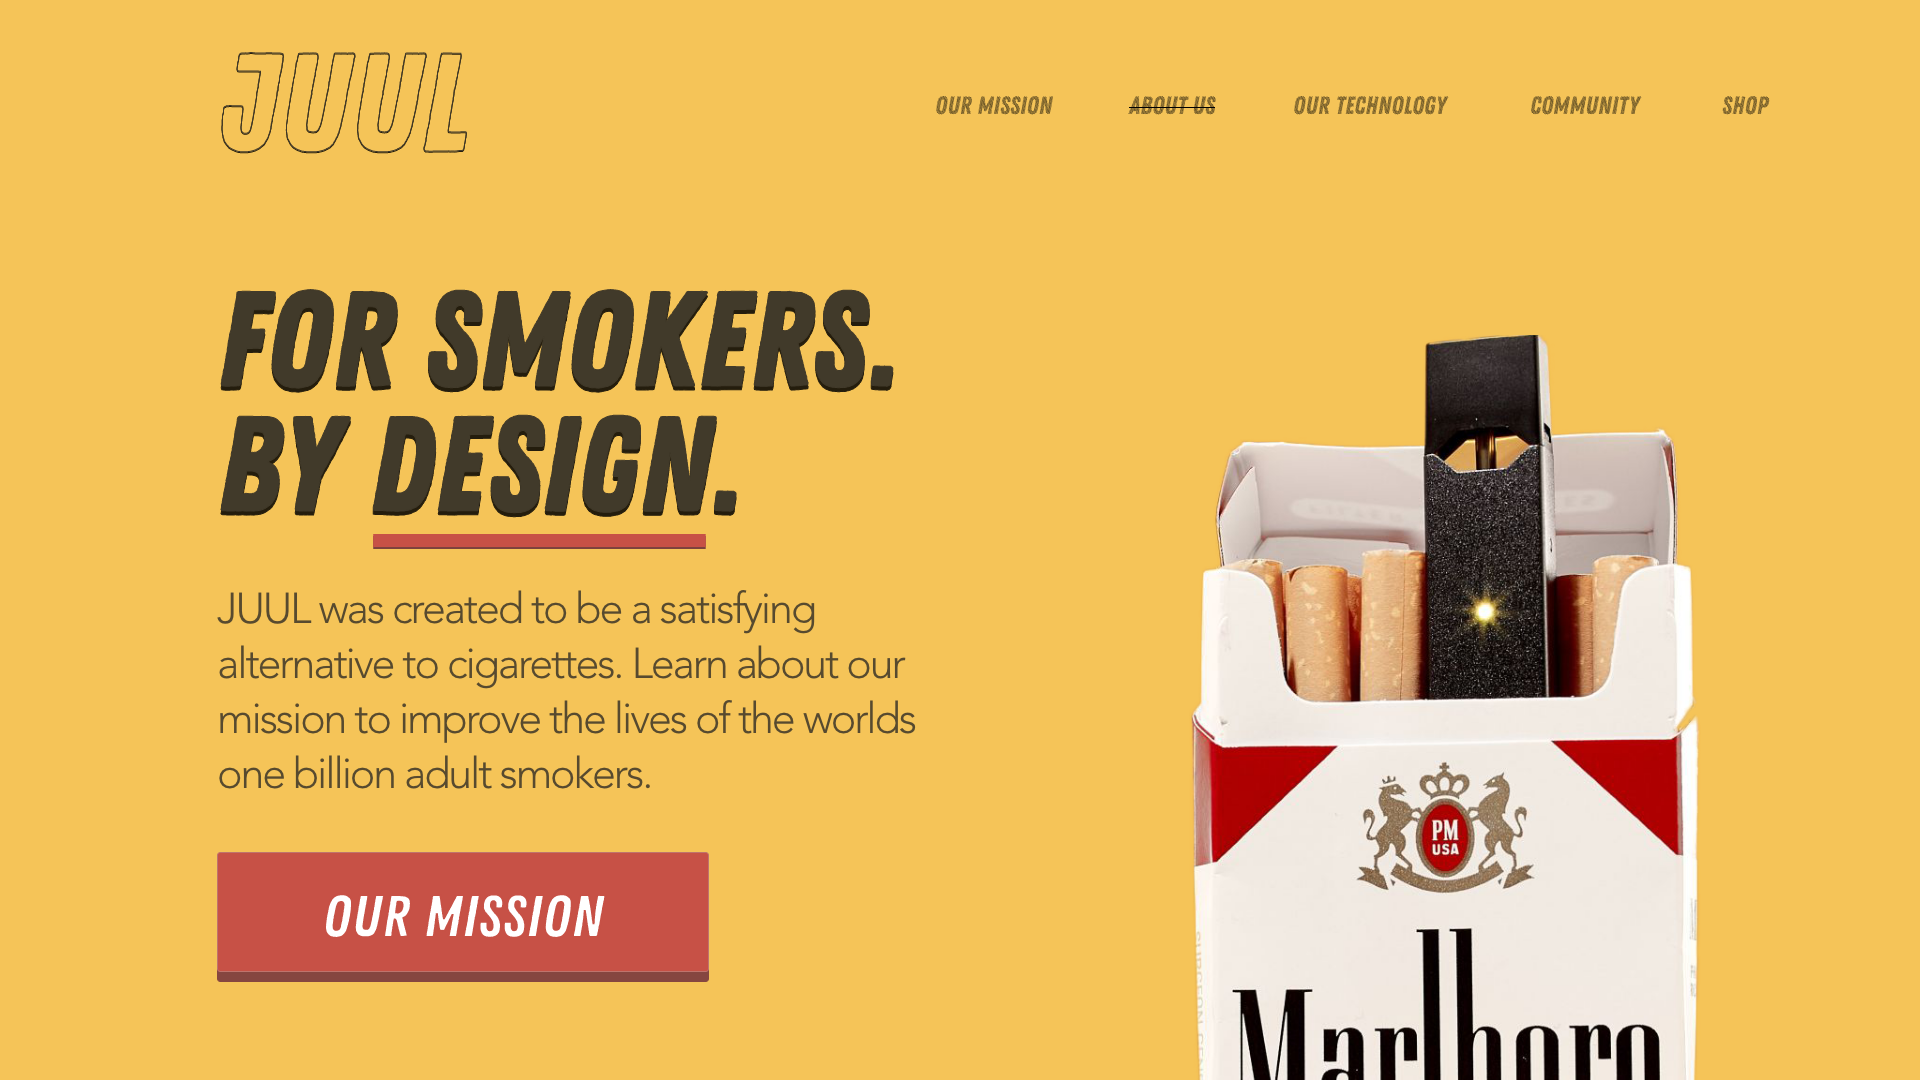 JUUL
OUR MISSION ABOUT US OUR TECHNOLOGY COMMUNITY SHOP
FOR SMOKERS.
BY DESIGN.
JUUL was created to be a satisfying
alternative to cigarettes. Learn about our
mission to improve the lives of the worlds
one billion adult smokers.
OUR MISSION
PM
USA
Marlboro